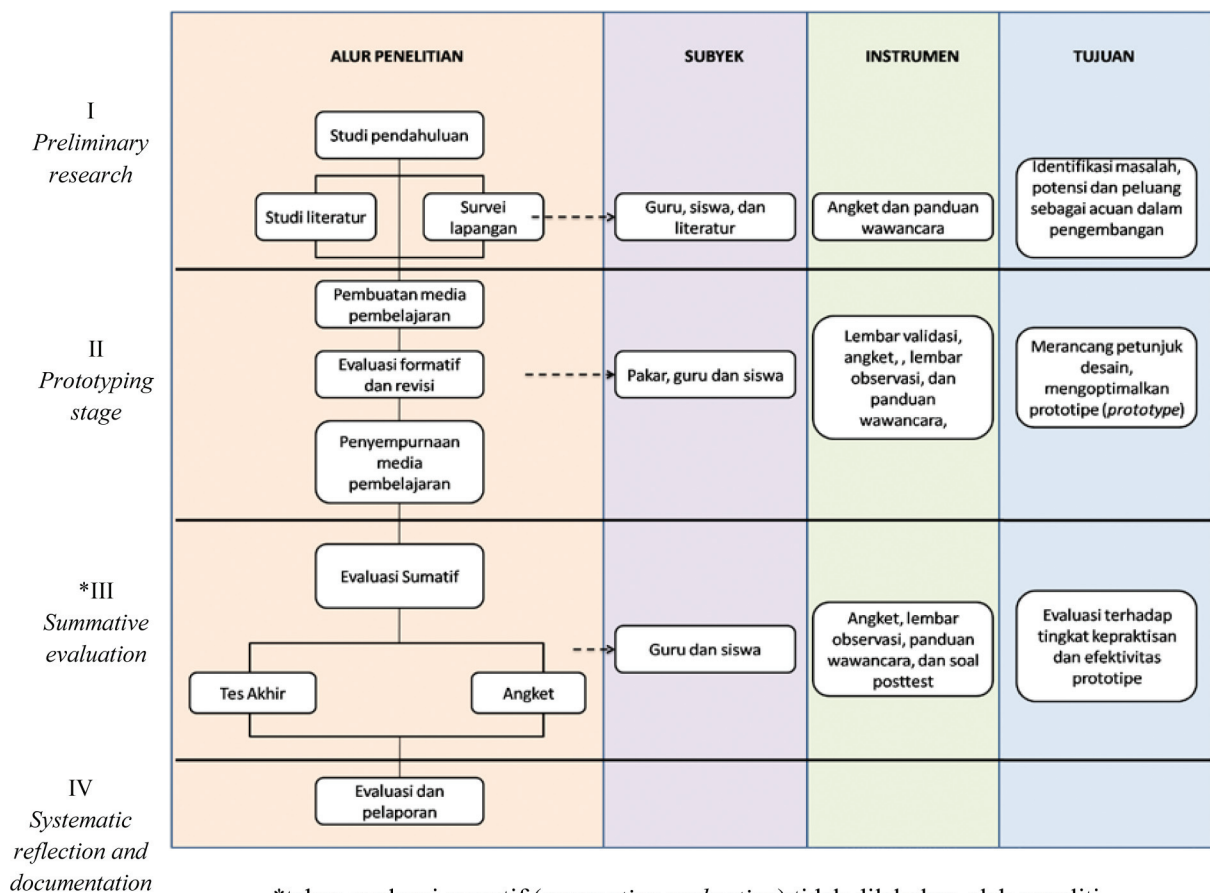 ALUR PENELITIAN
SUBYEK
INSTRUMEN
TUJUAN
I
Preliminary
research
Studi pendahuluan
Studi literatur
Survei
lapangan
Guru, siswa, dan
literatur
Angket dan panduan
wawancara
Identifikasi masalah,
potensi dan peluang
sebagai acuan dalam
pengembangan
II
Prototyping
stage
Pembuatan media
pembelajaran
Evaluasi formatif
dan revisi
Penyempurnaan
media
pembelajaran
Pakar, guru dan siswa
Lembar validasi,
angket, , lembar
observasi, dan
panduan
wawancara,
Merancang petunjuk
desain,
mengoptimalkan
prototipe (prototype)
*III
Summative
evaluation
Evaluasi Sumatif
Tes Akhir
Angket
Guru dan siswa
Angket, lembar
observasi, panduan
wawancara, dan soal
posttest
Evaluasi terhadap
tingkat kepraktisan
dan efektivitas
prototipe
IV
Systematic
reflection and
documentation
Evaluasi dan
pelaporan